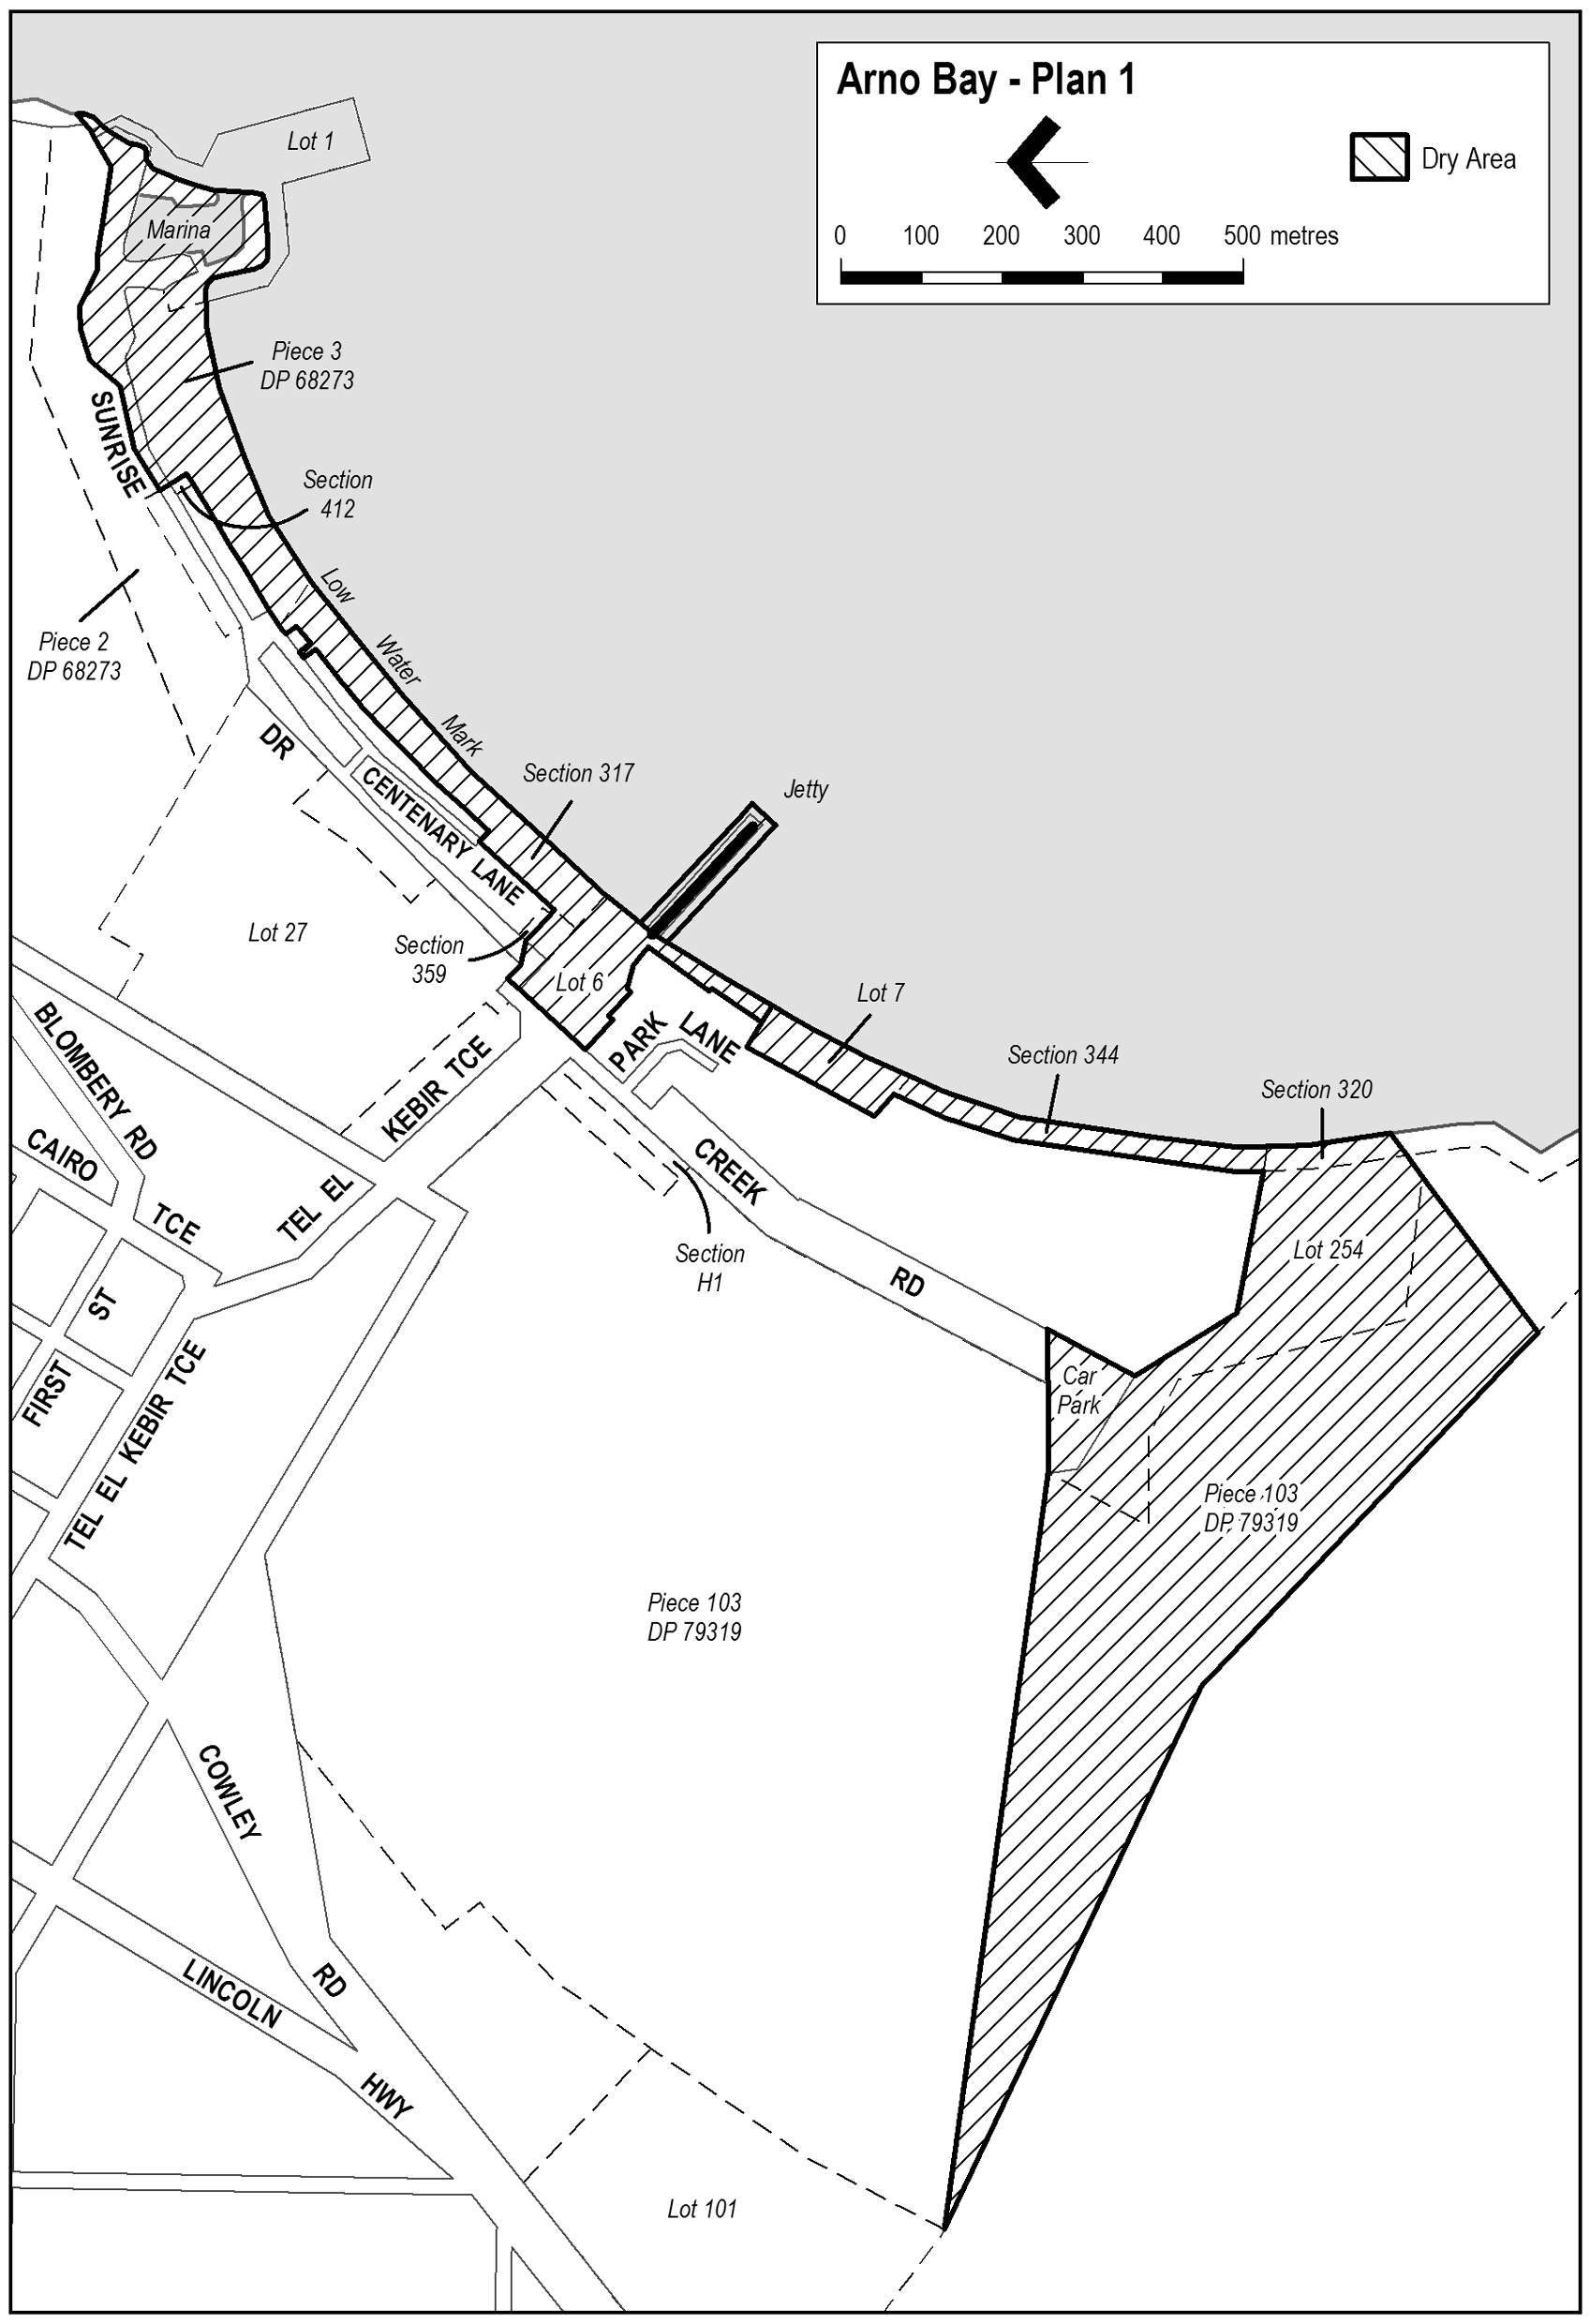 Arno Bay - Plan 1
Dry Area
0 100 200 300 400 500 metres
Lot 1
Marina
Piece 3
DP 68273
SUNRISE
Section
412
Low
Water
Mark
Piece 2
DP 68273
DR
CENTENARY LANE
Section 317
Jetty
Lot 27
Section
359
Lot 6
Lot 7
PARK
LANE
BLOMBERY RD
KEBIR TCE
Section 344
Section 320
CAIRO
TCE
TEL EL
CREEK
Section
H1
RD
Lot 254
ST
FIRST
TEL EL KEBIR TCE
Car
Park
Piece 103
DP 79319
Piece 103
DP 79319
COWLEY
RD
LINCOLN
HWY
Lot 101